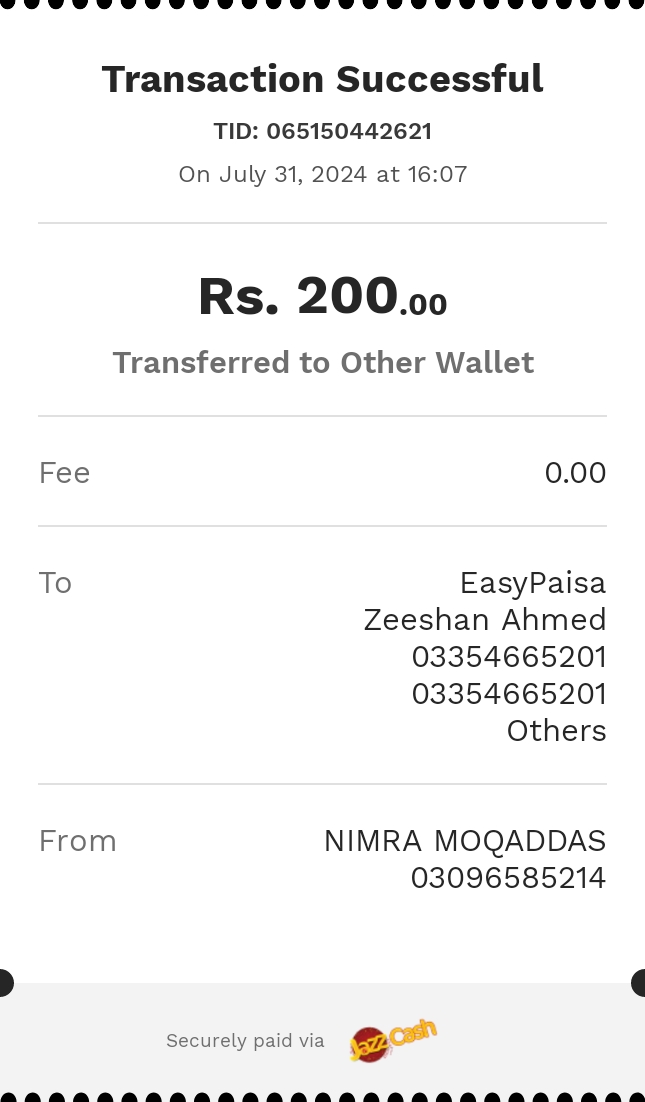 Transaction Successful
TID: 065150442621
On July 31, 2024 at 16:07
Rs. 200.00
Transferred to Other Wallet
Fee 0.00
To EasyPaisa
Zeeshan Ahmed
03354665201
03354665201
Others
From NIMRA MOQADDAS
03096585214
Securely paid via JazzCash